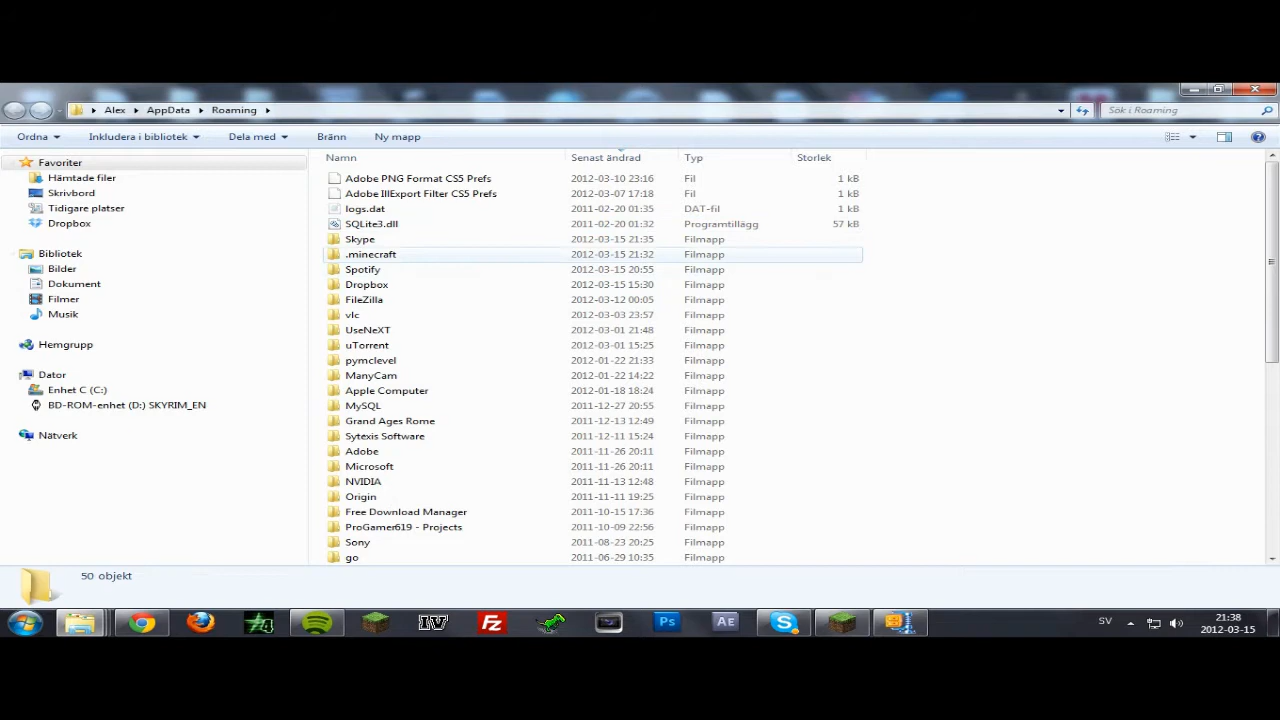 Alex AppData Roaming Sök i Roaming
Ordna Inkludera i bibliotek Dela med Bränn Ny mapp
Favoriter
Hämtade filer
Skrivbord
Tidigare platser
Dropbox
Bibliotek
Bilder
Dokument
Filmer
Musik
Hemgrupp
Dator
Enhet C (C:)
BD-ROM-enhet (D:) SKYRIM_EN
Nätverk
Namn Senast ändrad Typ Storlek
Adobe PNG Format CS5 Prefs 2012-03-10 23:16 Fil 1 kB
Adobe IllExport Filter CS5 Prefs 2012-03-07 17:18 Fil 1 kB
logs.dat 2011-02-20 01:35 DAT-fil 1 kB
SQLite3.dll 2011-02-20 01:32 Programtillägg 57 kB
Skype 2012-03-15 21:35 Filmapp
.minecraft 2012-03-15 21:32 Filmapp
Spotify 2012-03-15 20:55 Filmapp
Dropbox 2012-03-15 15:30 Filmapp
FileZilla 2012-03-12 00:05 Filmapp
vlc 2012-03-03 23:57 Filmapp
UseNeXT 2012-03-01 21:48 Filmapp
uTorrent 2012-03-01 15:25 Filmapp
pymclevel 2012-01-22 21:33 Filmapp
ManyCam 2012-01-22 14:22 Filmapp
Apple Computer 2012-01-18 18:24 Filmapp
MySQL 2011-12-27 20:55 Filmapp
Grand Ages Rome 2011-12-13 12:49 Filmapp
Sytexis Software 2011-12-11 15:24 Filmapp
Adobe 2011-11-26 20:11 Filmapp
Microsoft 2011-11-26 20:11 Filmapp
NVIDIA 2011-11-13 12:48 Filmapp
Origin 2011-11-11 19:25 Filmapp
Free Download Manager 2011-10-15 17:36 Filmapp
ProGamer619 - Projects 2011-10-09 22:56 Filmapp
Sony 2011-08-23 20:25 Filmapp
go 2011-06-29 10:35 Filmapp
50 objekt
IV Fz Ps AE S SV 21:38
2012-03-15